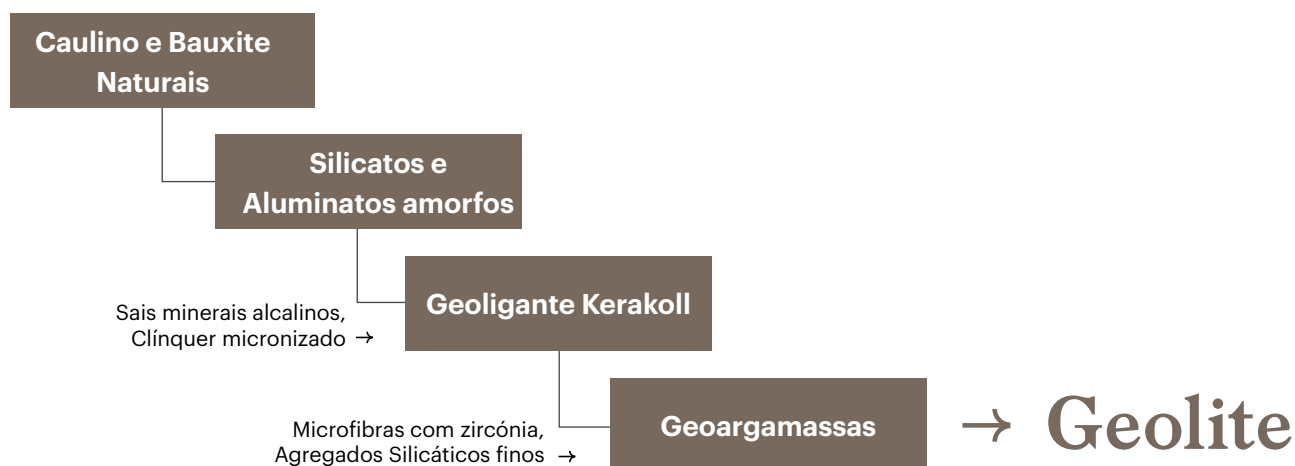 Caulino e Bauxite
Naturais
Silicatos e
Aluminatos amorfos
Geoligante Kerakoll
Sais minerais alcalinos,
Clínquer micronizado →
Geoargamassas
→ Geolite
Microfibras com zircónia,
Agregados Silicáticos finos →